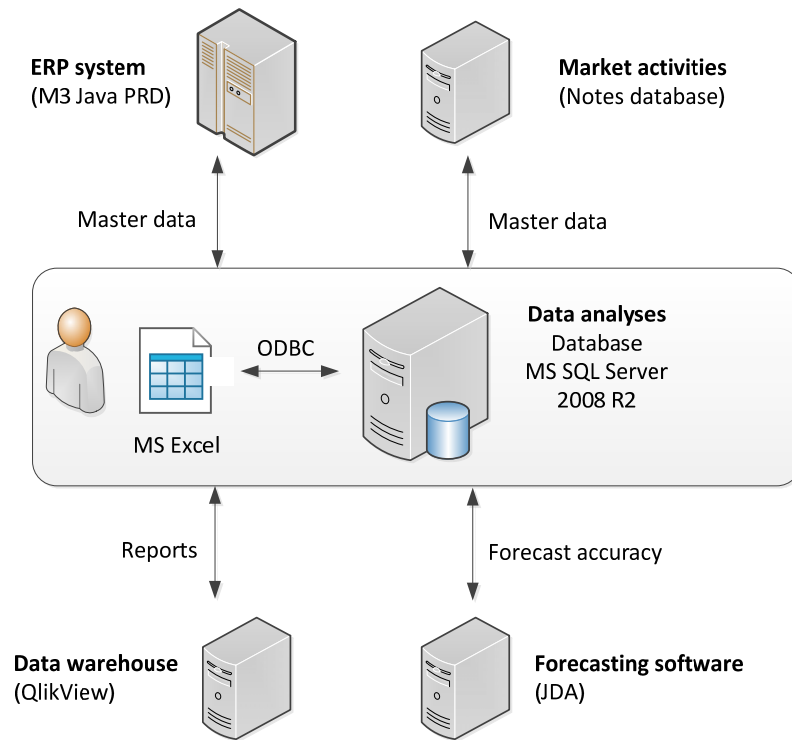 ERP system
(M3 Java PRD)
Market activities
(Notes database)
Master data
Master data
ODBC
MS Excel
Data analyses
Database
MS SQL Server
2008 R2
Reports
Forecast accuracy
Data warehouse
(QlikView)
Forecasting software
(JDA)